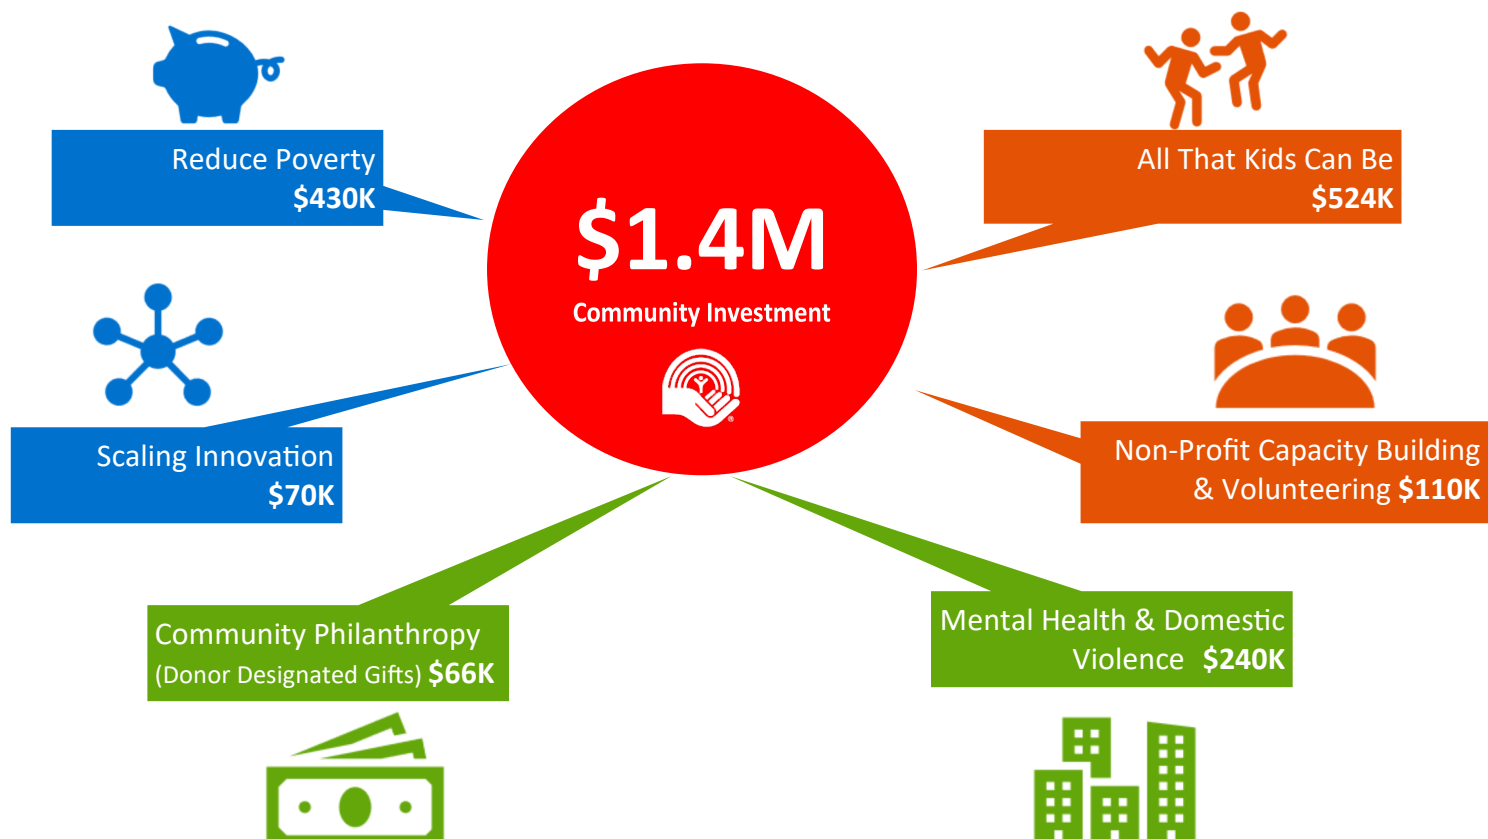 Reduce Poverty
$430K
All That Kids Can Be
$524K
$1.4M
Community Investment
®
Scaling Innovation
$70K
Non-Profit Capacity Building
& Volunteering $110K
Community Philanthropy
(Donor Designated Gifts) $66K
Mental Health & Domestic
Violence $240K